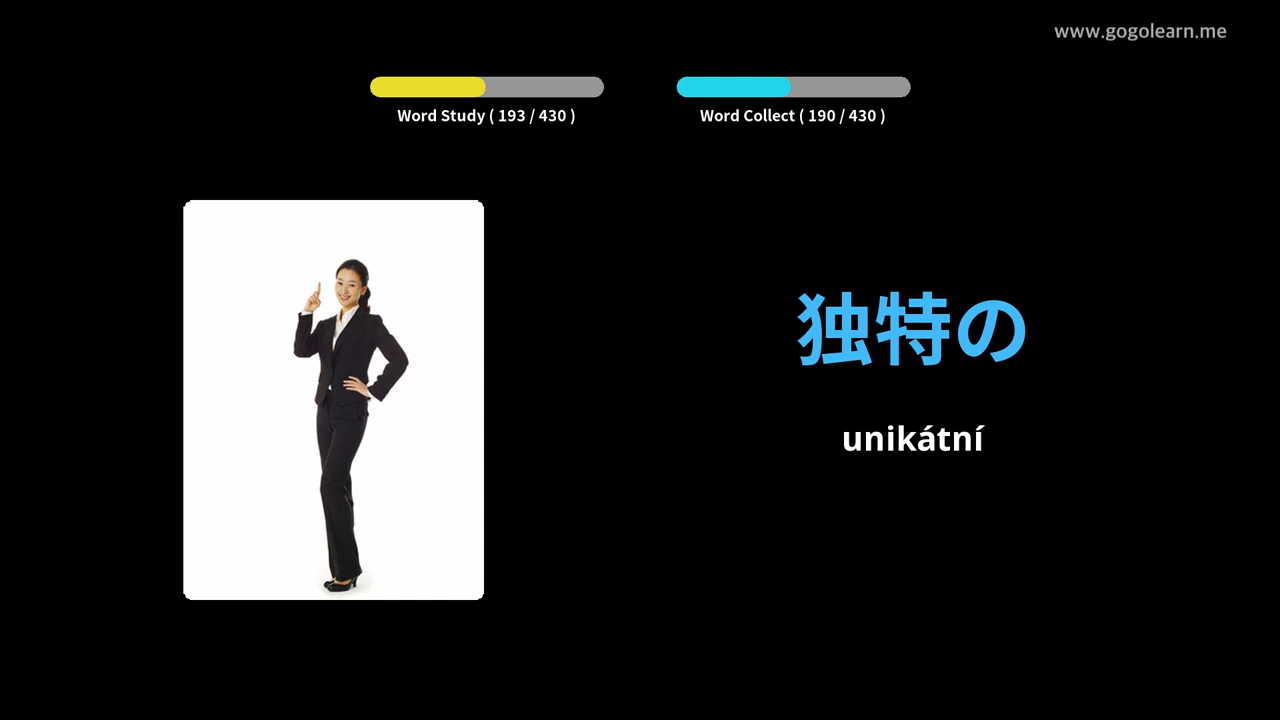 www.gogolearn.me
Word Study ( 193 / 430 )
Word Collect ( 190 / 430 )
独特の
unikátní